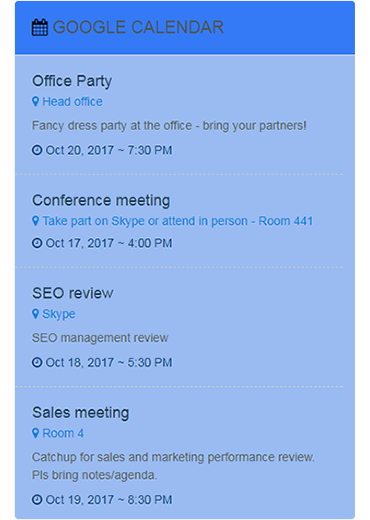 GOOGLE CALENDAR
Office Party
Head office
Fancy dress party at the office - bring your partners!
Oct 20, 2017 ~ 7:30 PM
Conference meeting
Take part on Skype or attend in person - Room 441
Oct 17, 2017 ~ 4:00 PM
SEO review
Skype
SEO management review
Oct 18, 2017 ~ 5:30 PM
Sales meeting
Room 4
Catchup for sales and marketing performance review.
Pls bring notes/agenda.
Oct 19, 2017 ~ 8:30 PM